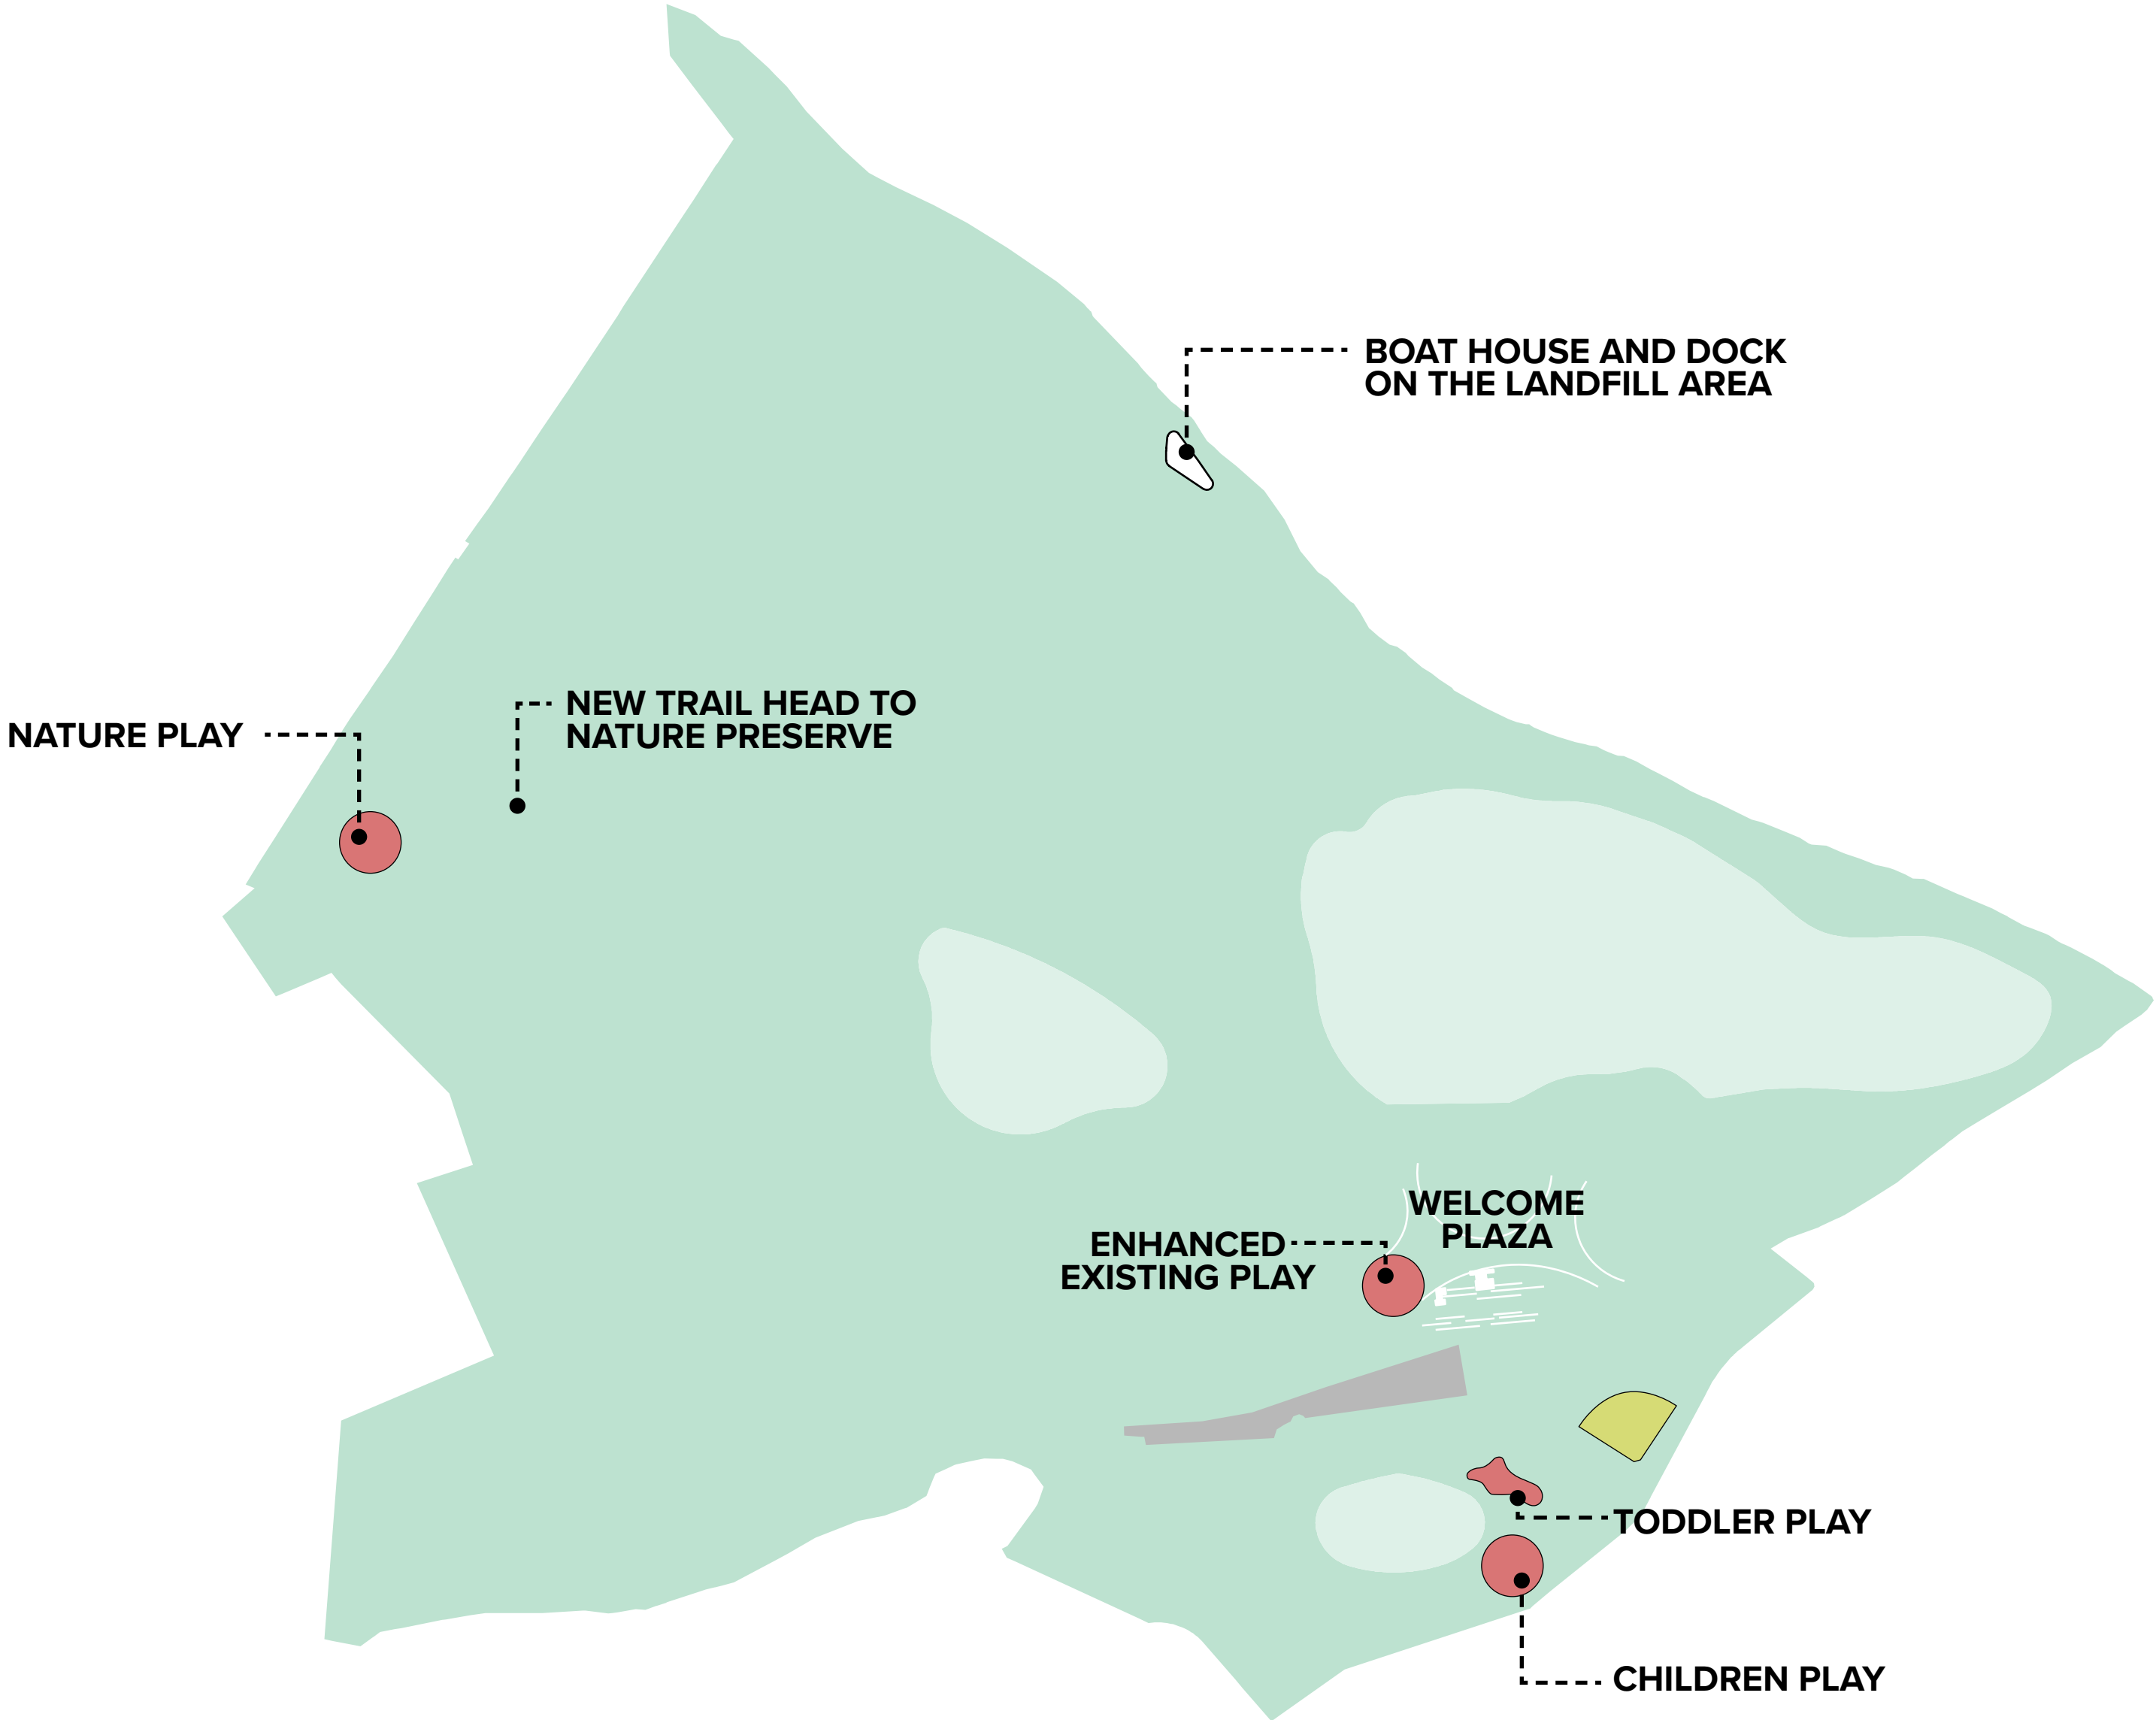 BOAT HOUSE AND DOCK
ON THE LANDFILL AREA
NEW TRAIL HEAD TO
NATURE PRESERVE
NATURE PLAY
WELCOME
PLAZA
ENHANCED
EXISTING PLAY
TODDLER PLAY
CHILDREN PLAY